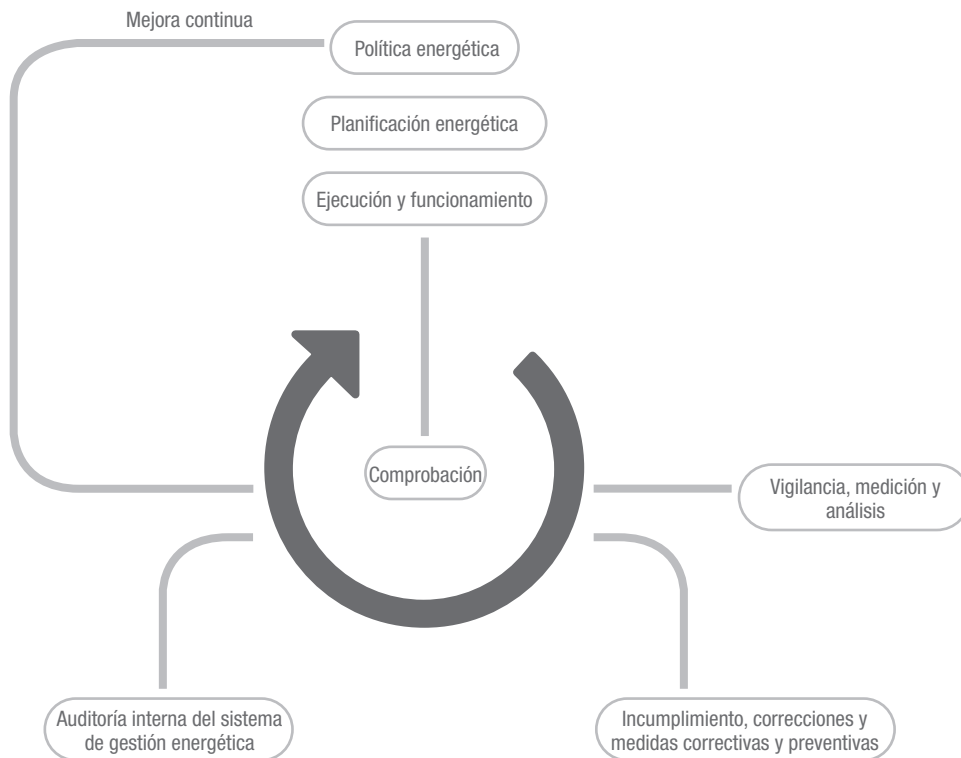 Mejora continua
Política energética
Planificación energética
Ejecución y funcionamiento
Comprobación
Vigilancia, medición y
análisis
Auditoría interna del sistema
de gestión energética
Incumplimiento, correcciones y
medidas correctivas y preventivas